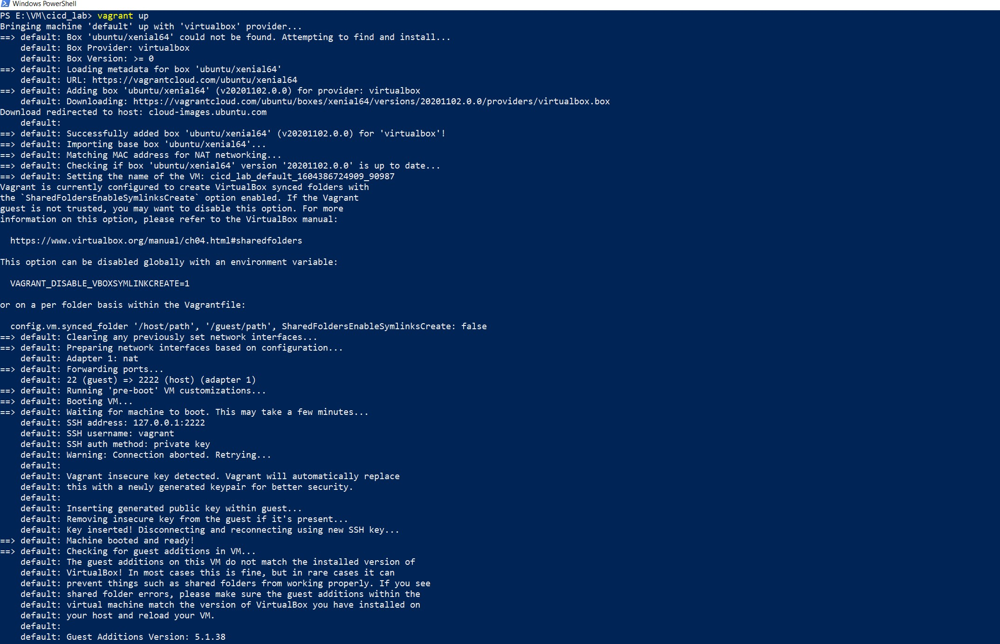 Windows PowerShell
PS E:\VM\cicd_lab> vagrant up
Bringing machine 'default' up with 'virtualbox' provider...
==> default: Box 'ubuntu/xenial64' could not be found. Attempting to find and install...
    default: Box Provider: virtualbox
    default: Box Version: >= 0
==> default: Loading metadata for box 'ubuntu/xenial64'
    default: URL: https://vagrantcloud.com/ubuntu/xenial64
==> default: Adding box 'ubuntu/xenial64' (v20201102.0.0) for provider: virtualbox
    default: Downloading: https://vagrantcloud.com/ubuntu/boxes/xenial64/versions/20201102.0.0/providers/virtualbox.box
Download redirected to host: cloud-images.ubuntu.com
    default:
==> default: Successfully added box 'ubuntu/xenial64' (v20201102.0.0) for 'virtualbox'!
==> default: Importing base box 'ubuntu/xenial64'...
==> default: Matching MAC address for NAT networking...
==> default: Checking if box 'ubuntu/xenial64' version '20201102.0.0' is up to date...
==> default: Setting the name of the VM: cicd_lab_default_1604386724909_90987
Vagrant is currently configured to create VirtualBox synced folders with
the `SharedFoldersEnableSymlinksCreate` option enabled. If the Vagrant
guest is not trusted, you may want to disable this option. For more
information on this option, please refer to the VirtualBox manual:

  https://www.virtualbox.org/manual/ch04.html#sharedfolders

This option can be disabled globally with an environment variable:

  VAGRANT_DISABLE_VBOXSYMLINKCREATE=1

or on a per folder basis within the Vagrantfile:

  config.vm.synced_folder '/host/path', '/guest/path', SharedFoldersEnableSymlinksCreate: false
==> default: Clearing any previously set network interfaces...
==> default: Preparing network interfaces based on configuration...
    default: Adapter 1: nat
==> default: Forwarding ports...
    default: 22 (guest) => 2222 (host) (adapter 1)
==> default: Running 'pre-boot' VM customizations...
==> default: Booting VM...
==> default: Waiting for machine to boot. This may take a few minutes...
    default: SSH address: 127.0.0.1:2222
    default: SSH username: vagrant
    default: SSH auth method: private key
    default: Warning: Connection aborted. Retrying...
    default:
    default: Vagrant insecure key detected. Vagrant will automatically replace
    default: this with a newly generated keypair for better security.
    default:
    default: Inserting generated public key within guest...
    default: Removing insecure key from the guest if it's present...
    default: Key inserted! Disconnecting and reconnecting using new SSH key...
==> default: Machine booted and ready!
==> default: Checking for guest additions in VM...
    default: The guest additions on this VM do not match the installed version of
    default: VirtualBox! In most cases this is fine, but in rare cases it can
    default: prevent things such as shared folders from working properly. If you see
    default: shared folder errors, please make sure the guest additions within the
    default: virtual machine match the version of VirtualBox you have installed on
    default: your host and reload your VM.
    default:
    default: Guest Additions Version: 5.1.38